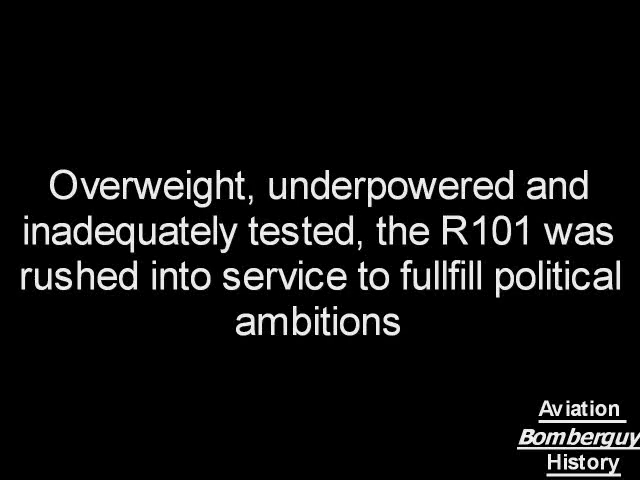 Overweight, underpowered and
inadequately tested, the R101 was
rushed into service to fullfill political
ambitions
Aviation
Bomberguy
History